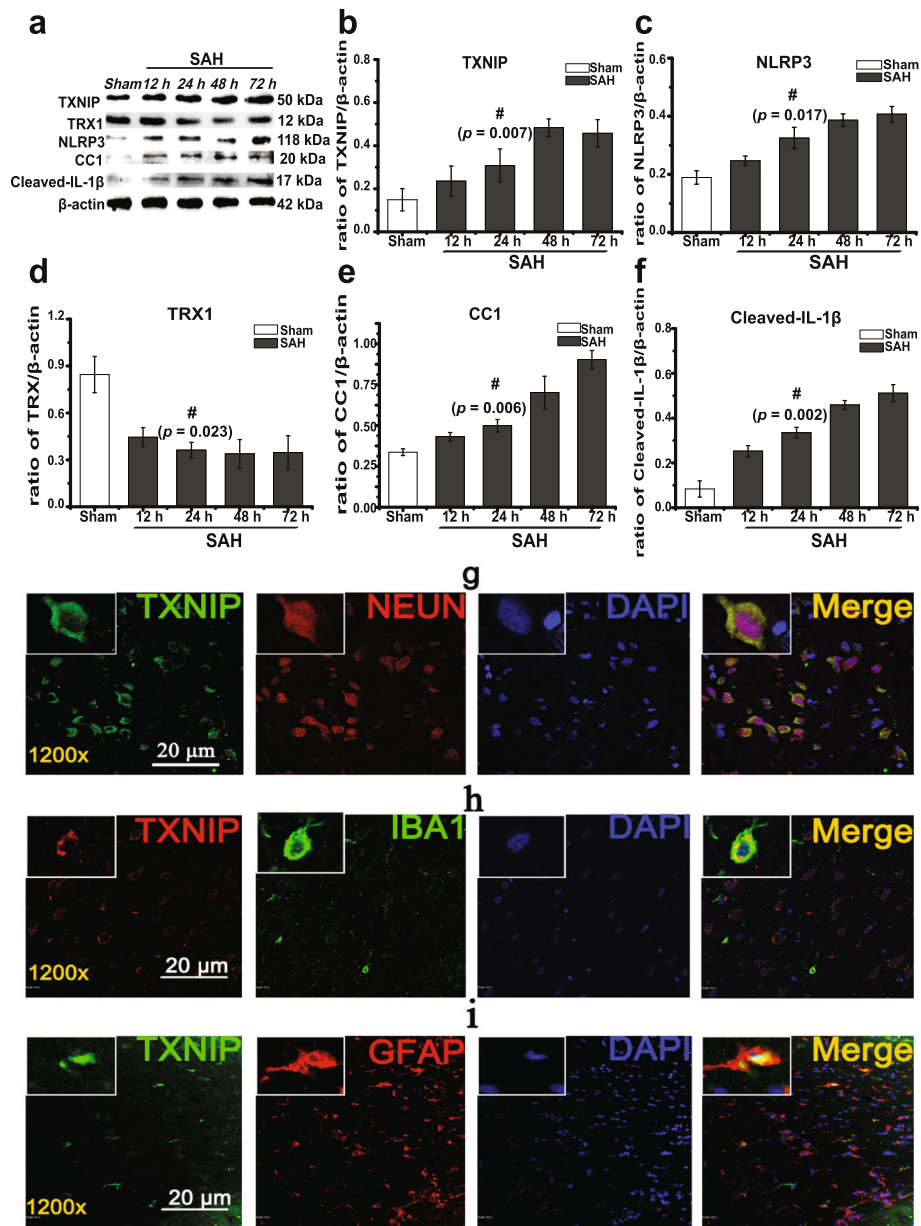 a
SAH
Sham 12 h 24 h 48 h 72 h
TXNIP 50 kDa
TRX1 12 kDa
NLRP3 118 kDa
CC1 20 kDa
Cleaved-IL-1β 17 kDa
β-actin 42 kDa
b
TXNIP
ratio of TXNIP/β-actin
0.8
0.6
0.4
0.2
0.0
Sham
SAH
#
(p = 0.007)
Sham 12 h 24 h 48 h 72 h
SAH
c
NLRP3
ratio of NLRP3/β-actin
0.6
0.4
0.2
0.0
Sham
SAH
#
(p = 0.017)
Sham 12 h 24 h 48 h 72 h
SAH
d
TRX1
ratio of TRX/β-actin
1.2
0.9
0.6
0.3
0.0
Sham
SAH
#
(p = 0.023)
Sham 12 h 24 h 48 h 72 h
SAH
e
CC1
ratio of CC1/β-actin
1.25
1.00
0.75
0.50
0.25
0.00
Sham
SAH
#
(p = 0.006)
Sham 12 h 24 h 48 h 72 h
SAH
f
Cleaved-IL-1β
ratio of Cleaved-IL-1β/β-actin
0.8
0.6
0.4
0.2
0.0
Sham
SAH
#
(p = 0.002)
Sham 12 h 24 h 48 h 72 h
SAH
g
TXNIP NEUN DAPI Merge
1200x 20 μm
h
TXNIP IBA1 DAPI Merge
1200x 20 μm
i
TXNIP GFAP DAPI Merge
1200x 20 μm